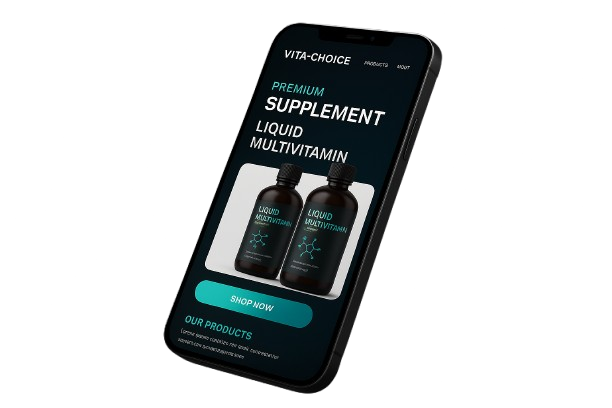 VITA-CHOICE
PRODUCTS
PREMIUM
SUPPLEMENT
LIQUID
MULTIVITAMIN
LIQUID
MULTIVITAMIN
LIQUID
MULTIVITAMIN
SHOP NOW
OUR PRODUCTS